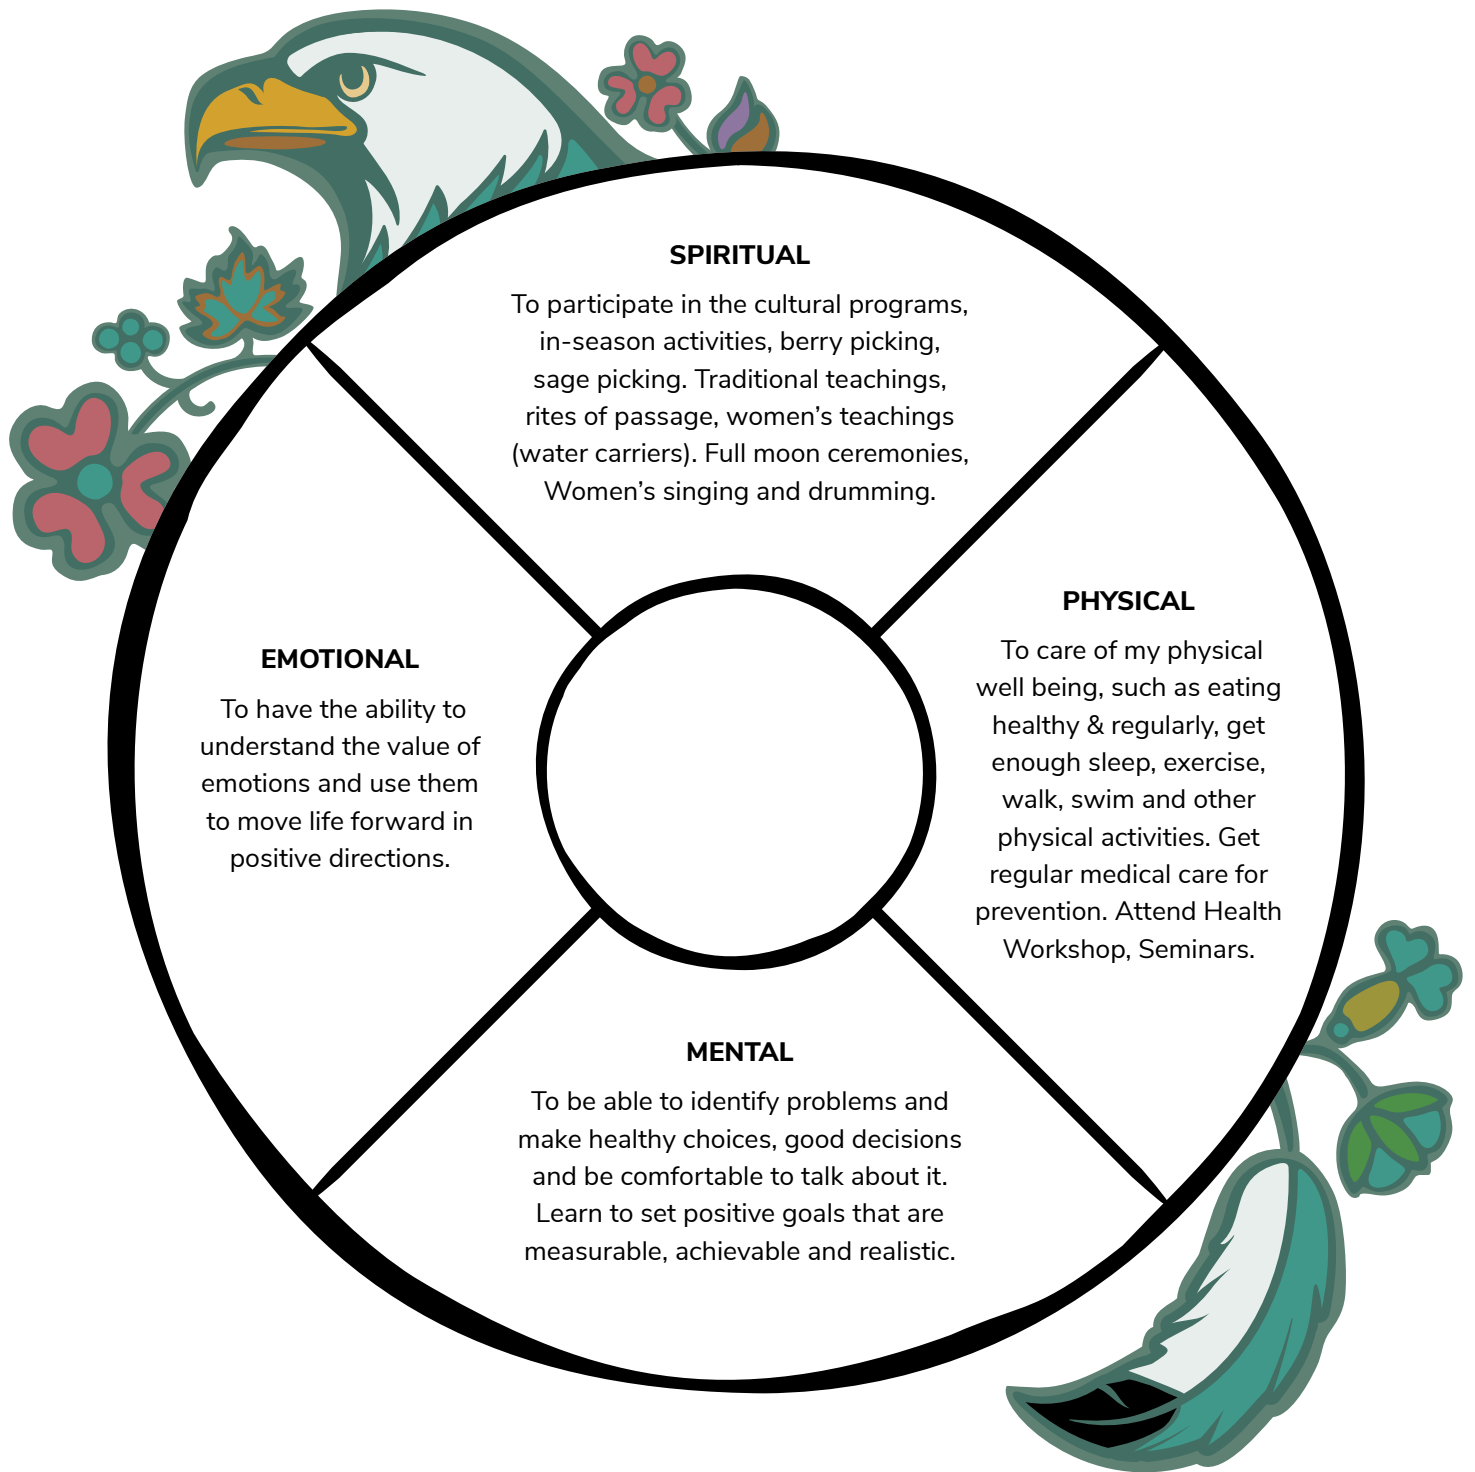 SPIRITUAL
To participate in the cultural programs,
in-season activities, berry picking,
sage picking. Traditional teachings,
rites of passage, women’s teachings
(water carriers). Full moon ceremonies,
Women’s singing and drumming.
PHYSICAL
To care of my physical
well being, such as eating
healthy & regularly, get
enough sleep, exercise,
walk, swim and other
physical activities. Get
regular medical care for
prevention. Attend Health
Workshop, Seminars.
EMOTIONAL
To have the ability to
understand the value of
emotions and use them
to move life forward in
positive directions.
MENTAL
To be able to identify problems and
make healthy choices, good decisions
and be comfortable to talk about it.
Learn to set positive goals that are
measurable, achievable and realistic.